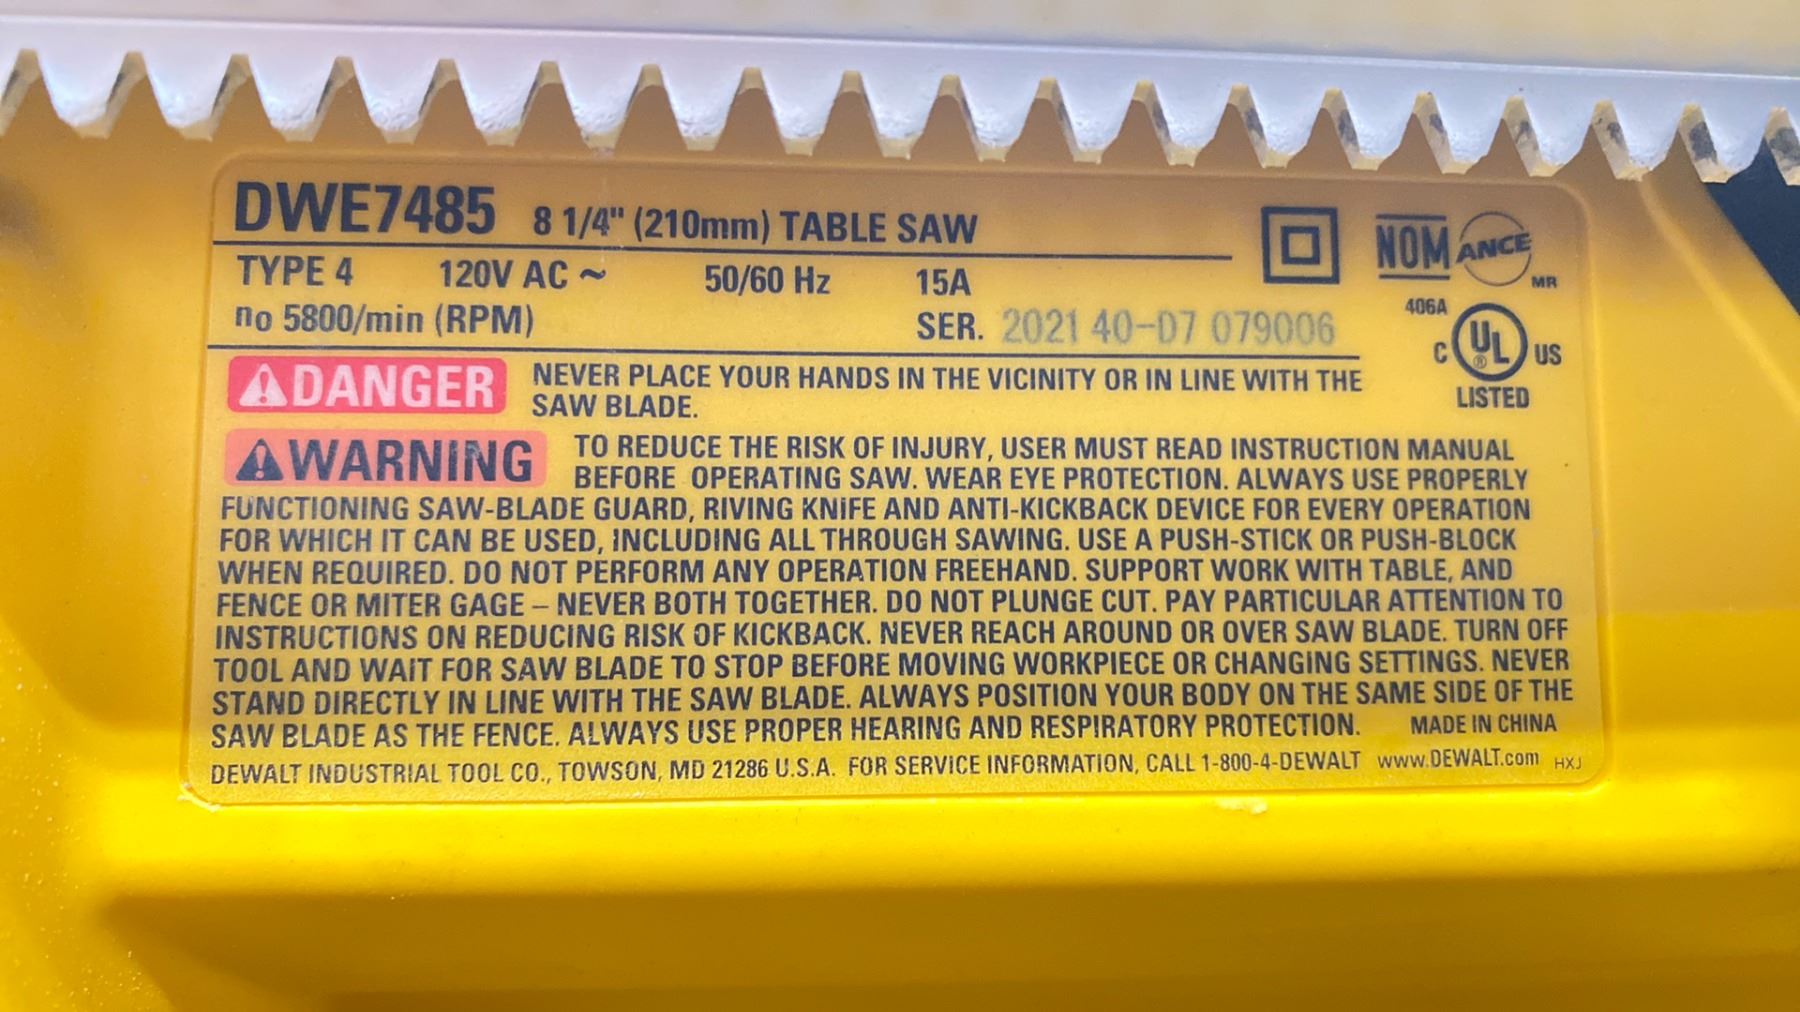 DWE7485 8 1/4" (210mm) TABLE SAW
TYPE 4 120V AC ~ 50/60 Hz 15A
no 5800/min (RPM) SER. 2021 40-D7 079006
NOM ANCE
MR
406A
C UL ® US
LISTED
DANGER NEVER PLACE YOUR HANDS IN THE VICINITY OR IN LINE WITH THE
SAW BLADE.
WARNING TO REDUCE THE RISK OF INJURY, USER MUST READ INSTRUCTION MANUAL
BEFORE OPERATING SAW. WEAR EYE PROTECTION. ALWAYS USE PROPERLY
FUNCTIONING SAW-BLADE GUARD, RIVING KNIFE AND ANTI-KICKBACK DEVICE FOR EVERY OPERATION
FOR WHICH IT CAN BE USED, INCLUDING ALL THROUGH SAWING. USE A PUSH-STICK OR PUSH-BLOCK
WHEN REQUIRED. DO NOT PERFORM ANY OPERATION FREEHAND. SUPPORT WORK WITH TABLE, AND
FENCE OR MITER GAGE – NEVER BOTH TOGETHER. DO NOT PLUNGE CUT. PAY PARTICULAR ATTENTION TO
INSTRUCTIONS ON REDUCING RISK OF KICKBACK. NEVER REACH AROUND OR OVER SAW BLADE. TURN OFF
TOOL AND WAIT FOR SAW BLADE TO STOP BEFORE MOVING WORKPIECE OR CHANGING SETTINGS. NEVER
STAND DIRECTLY IN LINE WITH THE SAW BLADE. ALWAYS POSITION YOUR BODY ON THE SAME SIDE OF THE
SAW BLADE AS THE FENCE. ALWAYS USE PROPER HEARING AND RESPIRATORY PROTECTION. MADE IN CHINA
DEWALT INDUSTRIAL TOOL CO., TOWSON, MD 21286 U.S.A. FOR SERVICE INFORMATION, CALL 1-800-4-DEWALT www.DEWALT.com HXJ